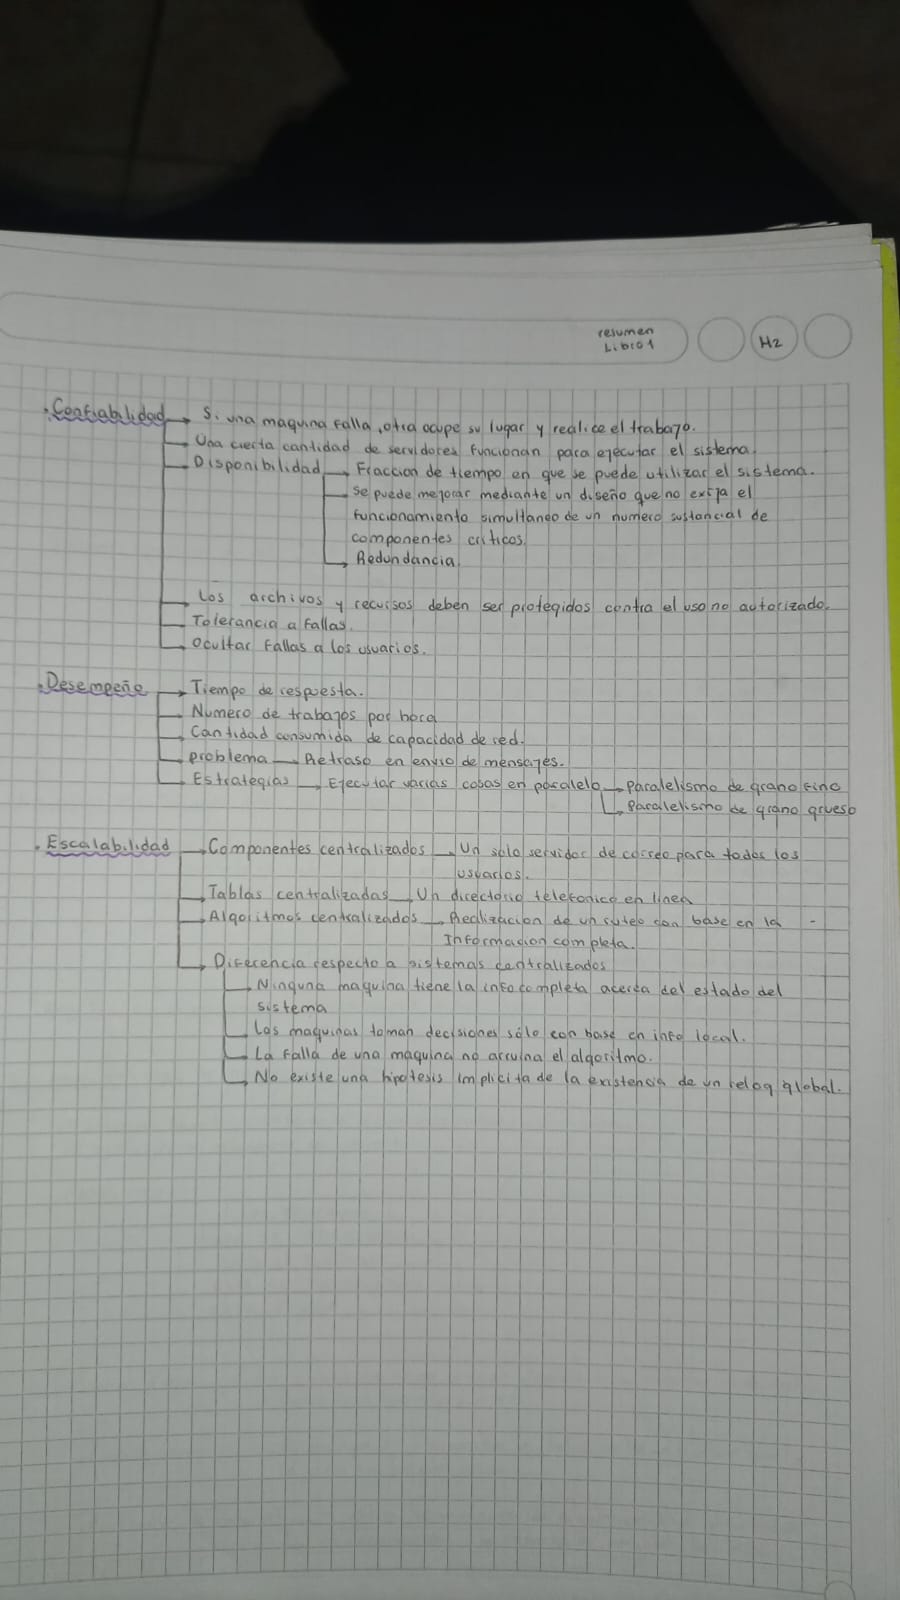 resumen
Libro 1
H2
. Confiabilidad → Si una maquina falla, otra ocupe su lugar y realice el trabajo.
→ Una cierta cantidad de servidores funcionan para ejecutar el sistema.
→ Disponibilidad → Fraccion de tiempo en que se puede utilizar el sistema.
→ Se puede mejorar mediante un diseño que no exija el
funcionamiento simultaneo de un numero sustancial de
componentes criticos.
→ Redundancia.
→ Los archivos y recursos deben ser protegidos contra el uso no autorizado.
→ Tolerancia a fallas.
→ Ocultar fallas a los usuarios.
. Desempeño → Tiempo de respuesta.
→ Numero de trabajos por hora
→ Cantidad consumida de capacidad de red.
→ problema → Retraso en envio de mensajes.
→ Estrategias → Ejecutar varias cosas en paralelo → Paralelismo de grano fino
→ Paralelismo de grano grueso
. Escalabilidad → Componentes centralizados → Un solo servidor de correo para todos los
usuarios.
→ Tablas centralizadas → Un directorio telefonico en linea
→ Algoritmos centralizados → Realizacion de un ruteo con base en la -
Informacion completa.
→ Diferencia respecto a sistemas centralizados
→ Ninguna maquina tiene la info completa acerca del estado del
sistema
→ Las maquinas toman decisiones sólo con base en info local.
→ La falla de una maquina no arruina el algoritmo.
→ No existe una hipotesis implicita de la existencia de un relog global.